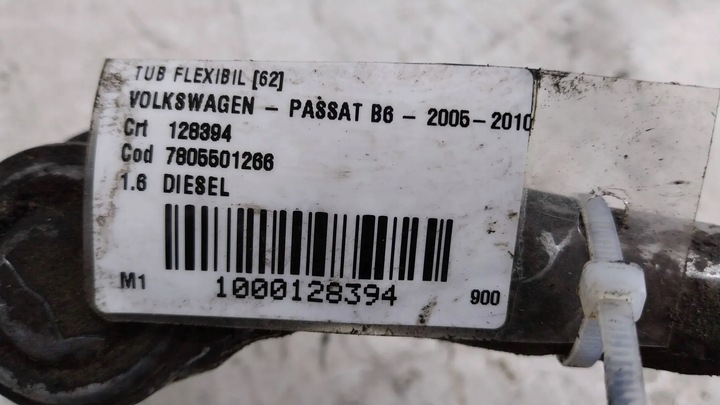 TUB FLEXIBIL [62]
VOLKSWAGEN - PASSAT B6 - 2005-2010
Crt 128394
Cod 7805501266
1.6 DIESEL
M1 1000128394 900